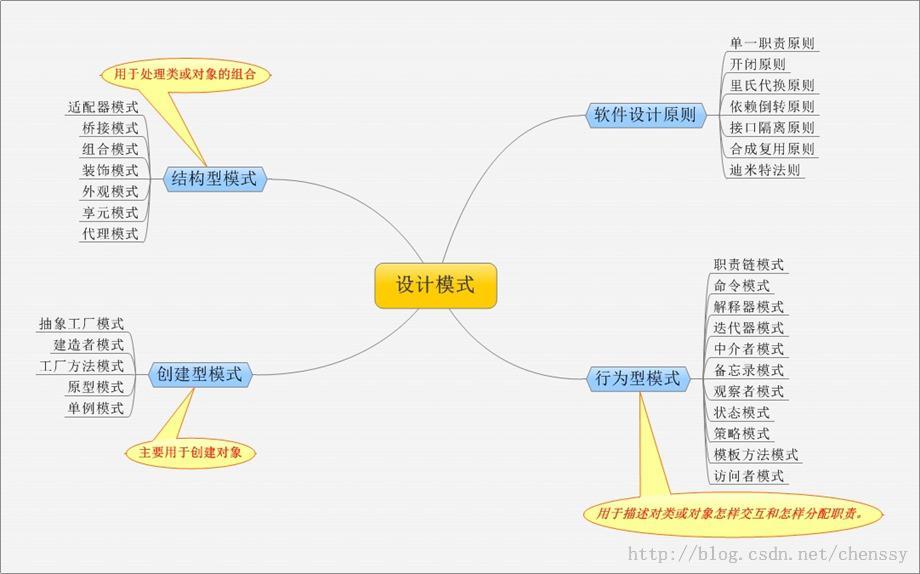 用于处理类或对象的组合
适配器模式
桥接模式
组合模式
装饰模式
外观模式
享元模式
代理模式
结构型模式
软件设计原则
单一职责原则
开闭原则
里氏代换原则
依赖倒转原则
接口隔离原则
合成复用原则
迪米特法则
设计模式
抽象工厂模式
建造者模式
工厂方法模式
原型模式
单例模式
创建型模式
主要用于创建对象
行为型模式
职责链模式
命令模式
解释器模式
迭代器模式
中介者模式
备忘录模式
观察者模式
状态模式
策略模式
模板方法模式
访问者模式
用于描述对类或对象怎样交互和怎样分配职责。
http://blog.csdn.net/chenssy